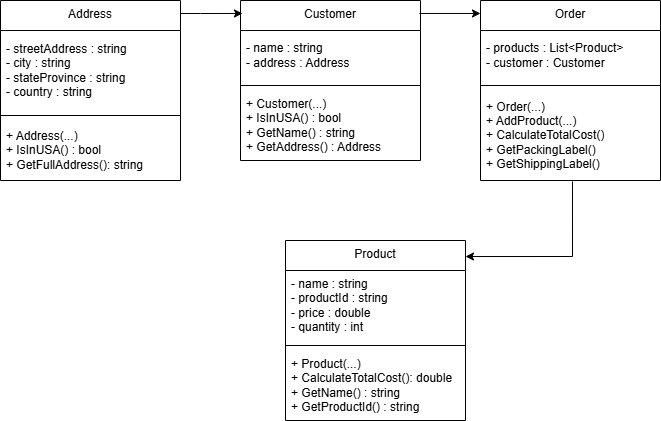 Address
- streetAddress : string
- city : string
- stateProvince : string
- country : string
+ Address(...)
+ IsInUSA() : bool
+ GetFullAddress(): string
Customer
- name : string
- address : Address
+ Customer(...)
+ IsInUSA() : bool
+ GetName() : string
+ GetAddress() : Address
Order
- products : List<Product>
- customer : Customer
+ Order(...)
+ AddProduct(...)
+ CalculateTotalCost()
+ GetPackingLabel()
+ GetShippingLabel()
Product
- name : string
- productId : string
- price : double
- quantity : int
+ Product(...)
+ CalculateTotalCost(): double
+ GetName() : string
+ GetProductId() : string